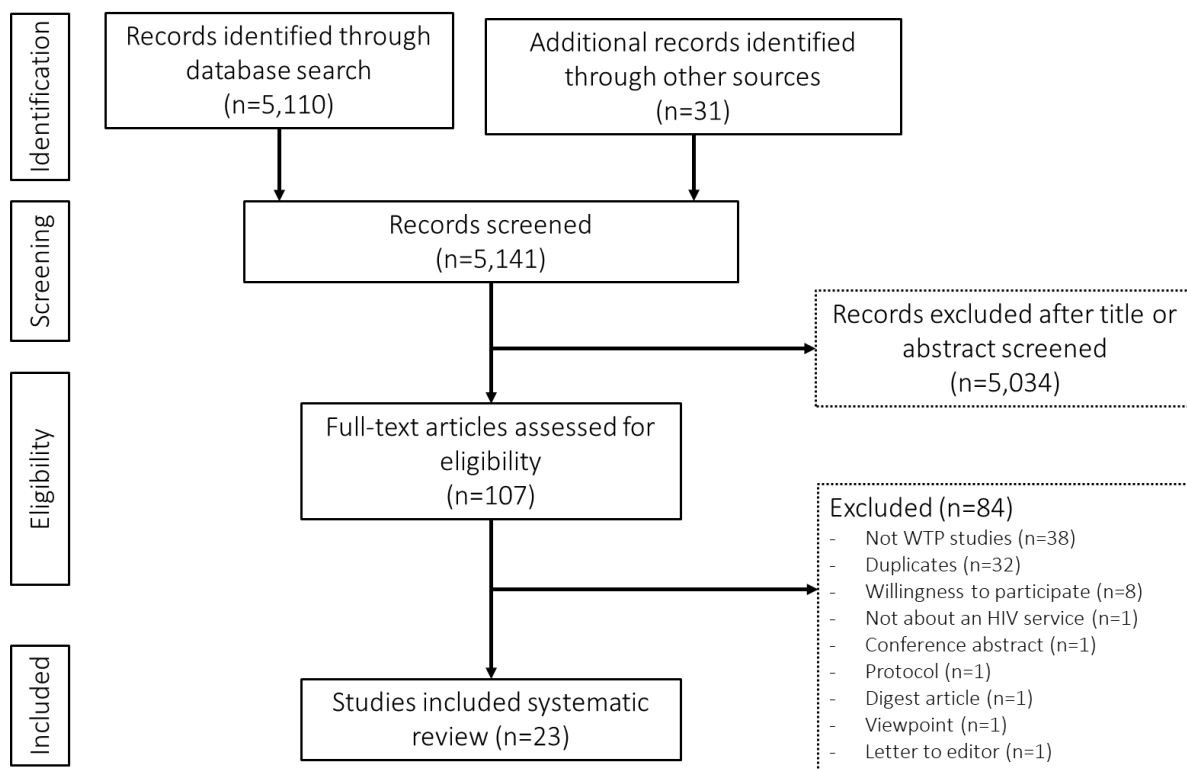 Identification
Records identified through
database search
(n=5,110)
Additional records identified
through other sources
(n=31)
Screening
Records screened
(n=5,141)
Records excluded after title or
abstract screened
(n=5,034)
Eligibility
Full-text articles assessed for
eligibility
(n=107)
Excluded (n=84)
- Not WTP studies (n=38)
- Duplicates (n=32)
- Willingness to participate (n=8)
- Not about an HIV service (n=1)
- Conference abstract (n=1)
- Protocol (n=1)
- Digest article (n=1)
- Viewpoint (n=1)
- Letter to editor (n=1)
Included
Studies included systematic
review (n=23)